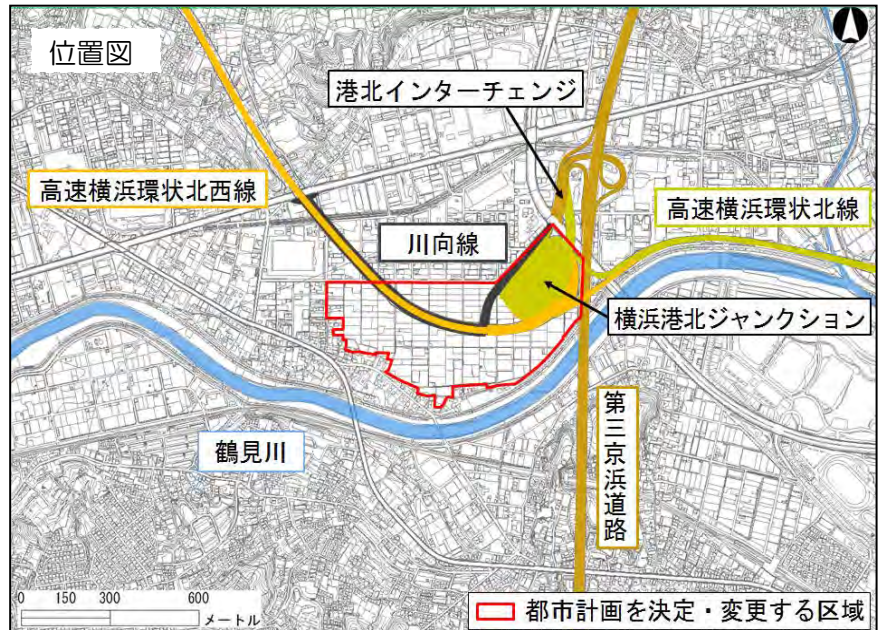 位置図
港北インターチェンジ
高速横浜環状北西線
高速横浜環状北線
川向線
横浜港北ジャンクション
第三京浜道路
鶴見川
0 150 300 600
メートル
都市計画を決定・変更する区域